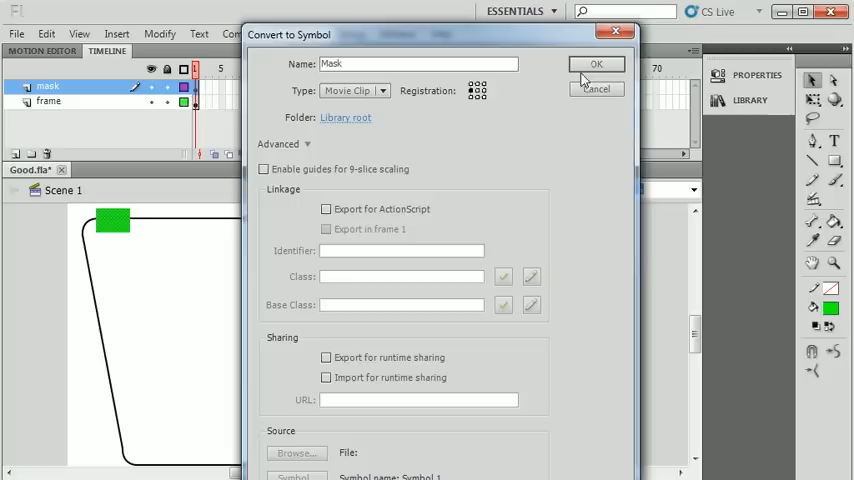 Fl
ESSENTIALS
CS Live
File
Edit
View
Insert
Modify
Text
Convert to Symbol
MOTION EDITOR
TIMELINE
1
5
70
mask
frame
Good.fla*
Scene 1
Name:
Mask
OK
Type:
Movie Clip
Registration:
Cancel
Folder:
Library root
Advanced
Enable guides for 9-slice scaling
Linkage
Export for ActionScript
Export in frame 1
Identifier:
Class:
Base Class:
Sharing
Export for runtime sharing
Import for runtime sharing
URL:
Source
Browse...
File:
Symbol...
Symbol name: Symbol 1
PROPERTIES
LIBRARY